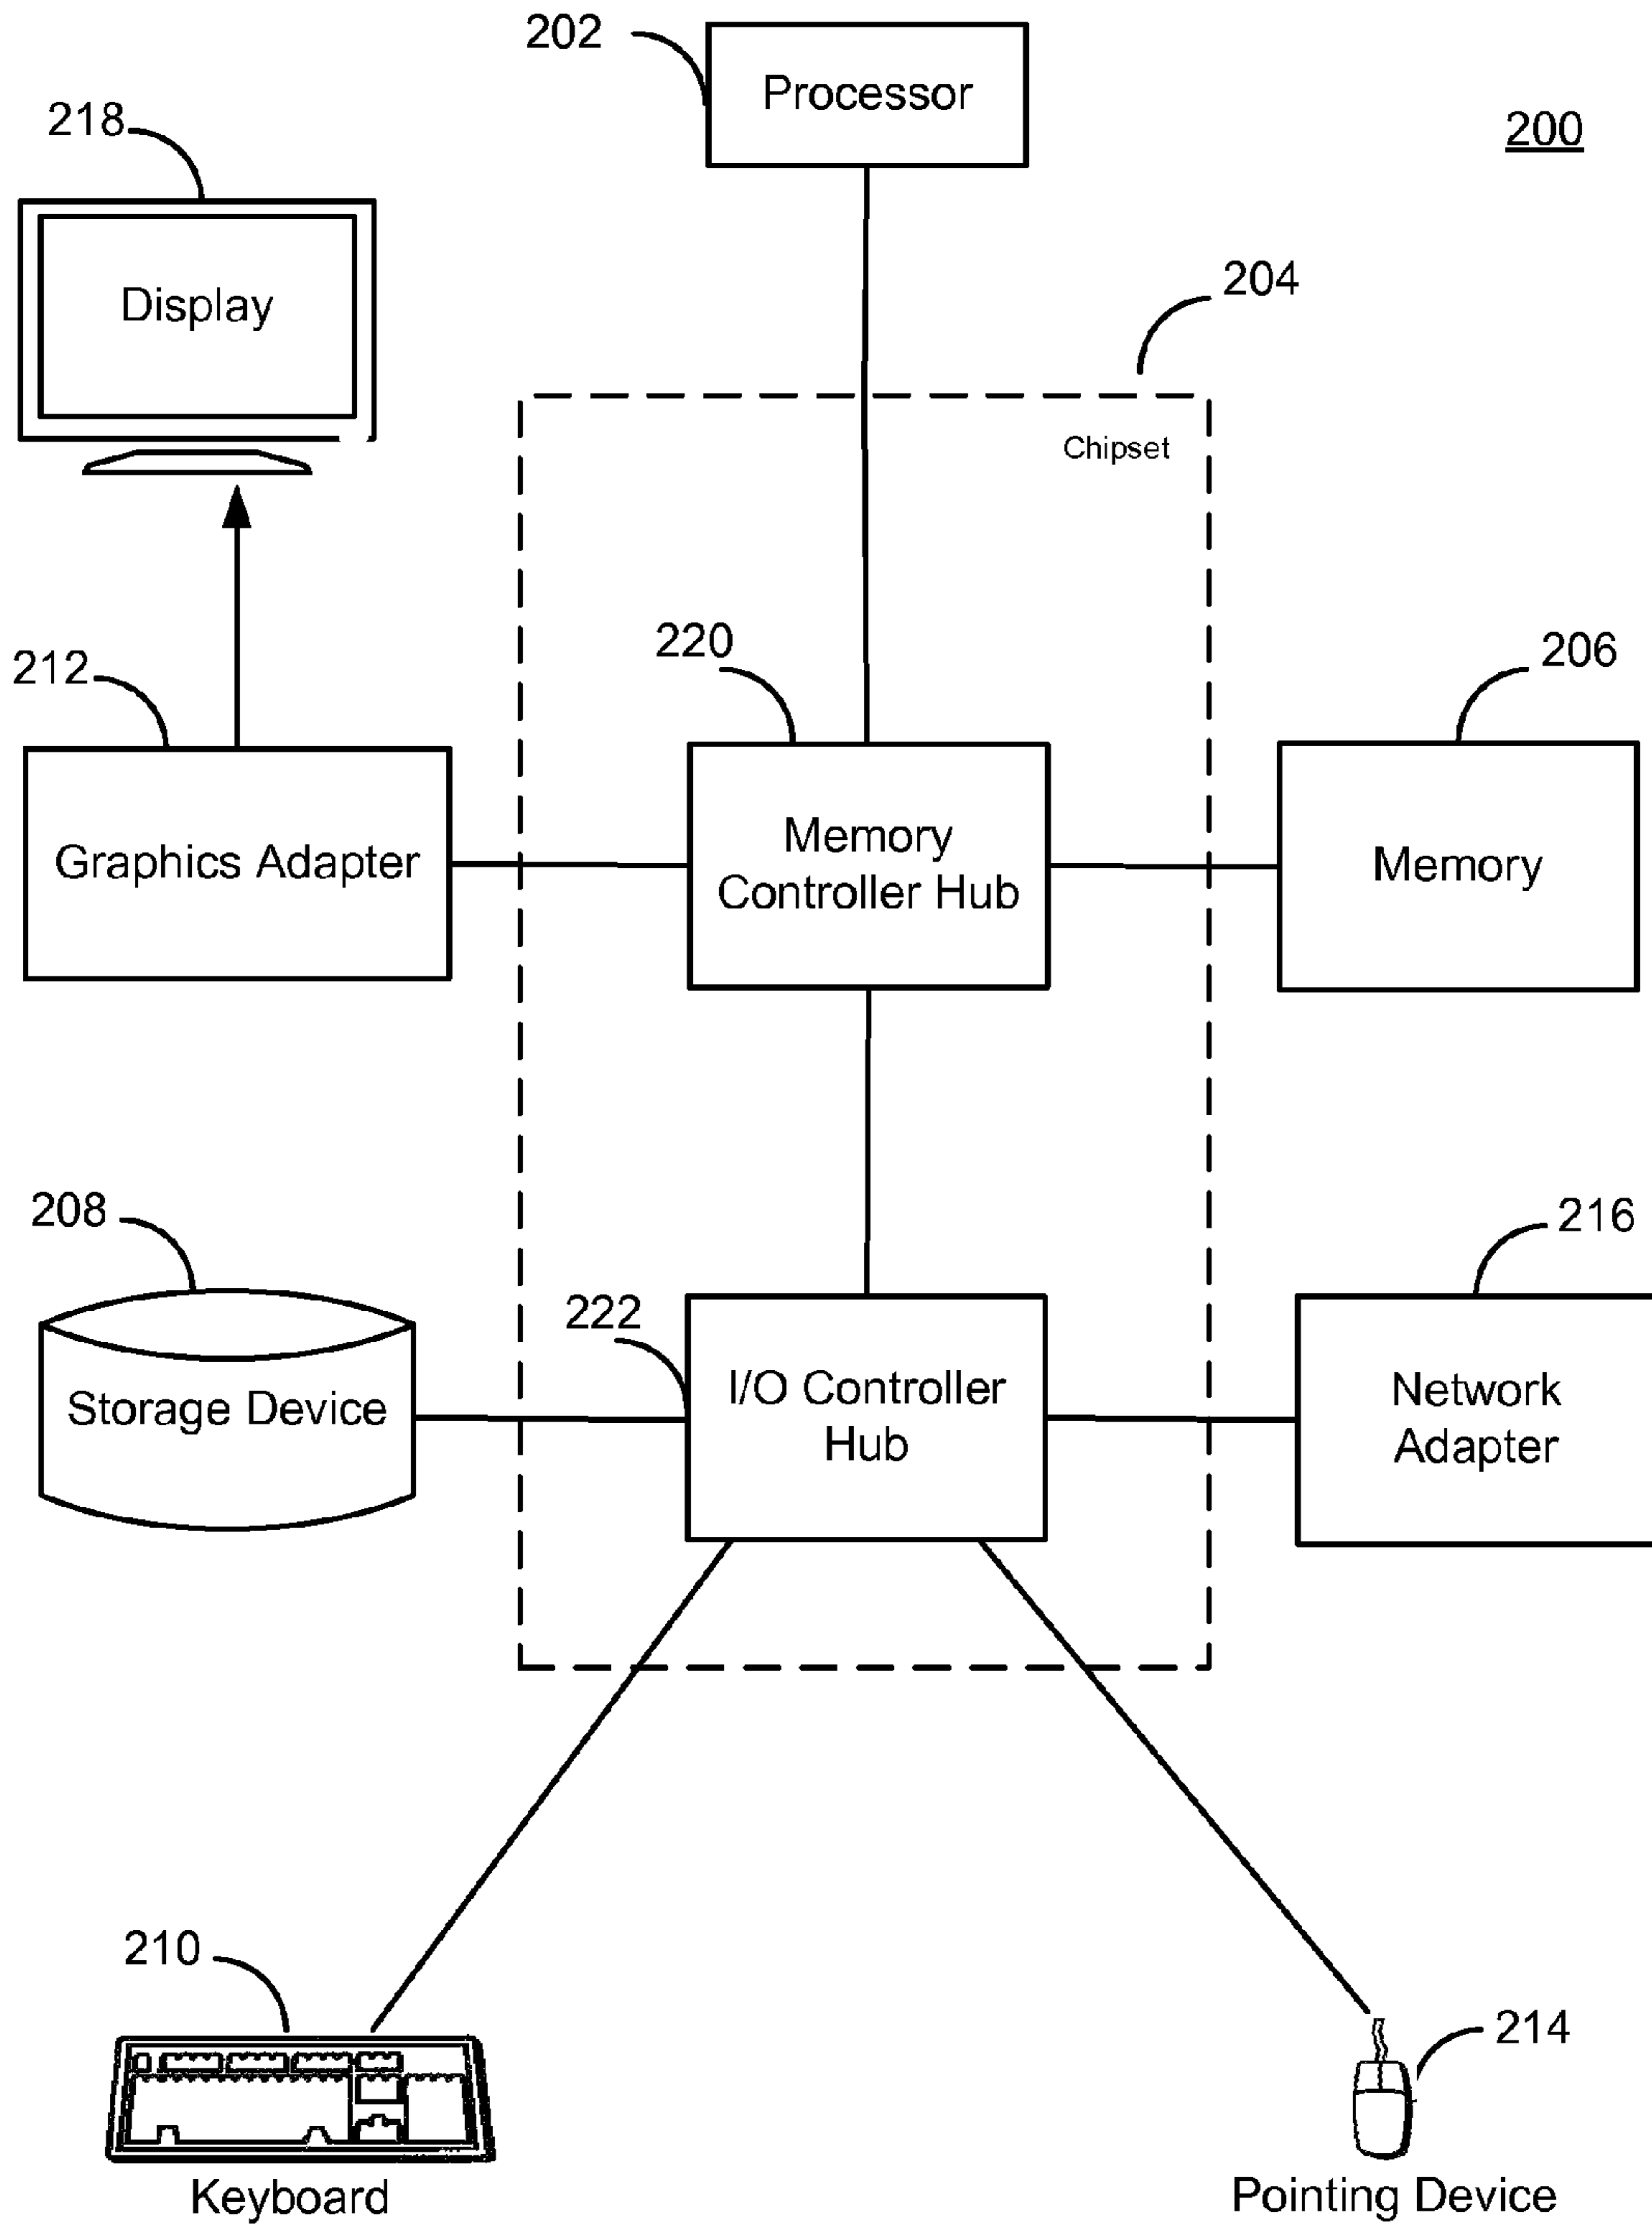 202
Processor
200
218
Display
204
Chipset
212
220
206
Graphics Adapter
Memory
Controller Hub
Memory
208
222
216
Storage Device
I/O Controller
Hub
Network
Adapter
210
214
Keyboard
Pointing Device